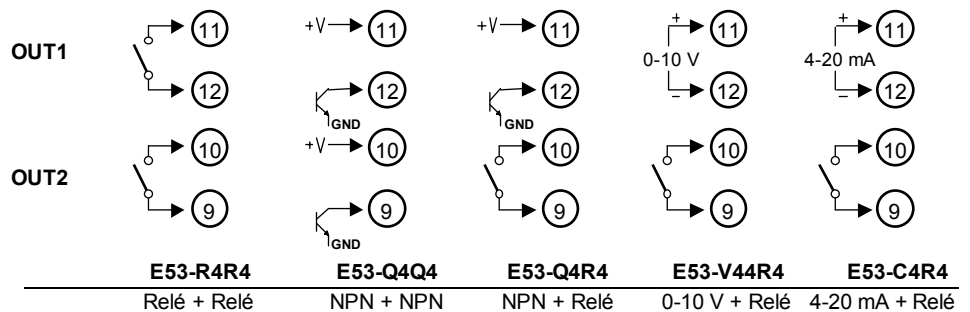 11 +V 11 +V 11 + 11 + 11
OUT1 0-10 V 4-20 mA
12 12 12 – 12 – 12
GND GND
10 +V 10 10 10 10
OUT2
9 9 9 9 9
GND
E53-R4R4 E53-Q4Q4 E53-Q4R4 E53-V44R4 E53-C4R4
Relé + Relé NPN + NPN NPN + Relé 0-10 V + Relé 4-20 mA + Relé